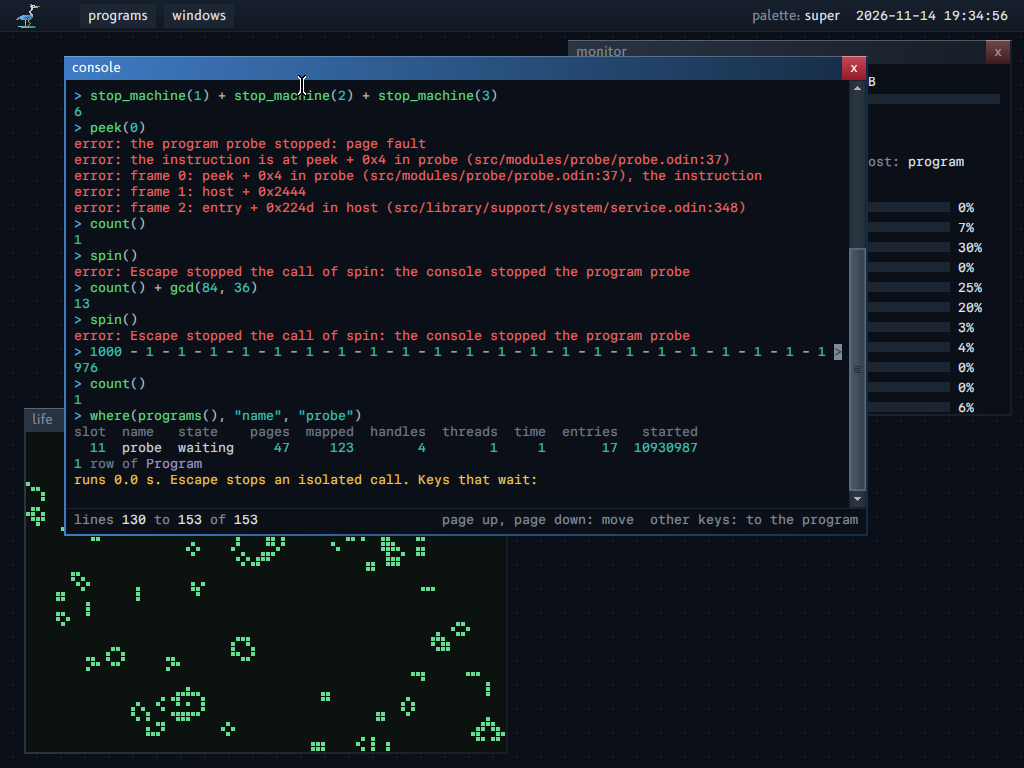 programs windows palette: super 2026-11-14 19:34:56
monitor x
console x
B
> stop_machine(1) + stop_machine(2) + stop_machine(3)
6
> peek(0)
error: the program probe stopped: page fault
error: the instruction is at peek + 0x4 in probe (src/modules/probe/probe.odin:37)
ost: program
error: frame 0: peek + 0x4 in probe (src/modules/probe/probe.odin:37), the instruction
error: frame 1: host + 0x2444
error: frame 2: entry + 0x224d in host (src/library/support/system/service.odin:348)
0%
> count()
7%
1
30%
> spin()
error: Escape stopped the call of spin: the console stopped the program probe
0%
> count() + gcd(84, 36)
25%
13
20%
> spin()
3%
error: Escape stopped the call of spin: the console stopped the program probe
4%
> 1000 - 1 - 1 - 1 - 1 - 1 - 1 - 1 - 1 - 1 - 1 - 1 - 1 - 1 - 1 - 1 - 1 - 1 - 1 - 1 - 1 - 1 - 1 >
976
0%
> count()
0%
1
6%
> where(programs(), "name", "probe")
life
slot name state pages mapped handles threads time entries started
11 probe waiting 47 123 4 1 1 17 10930987
1 row of Program
runs 0.0 s. Escape stops an isolated call. Keys that wait:
lines 130 to 153 of 153 page up, page down: move other keys: to the program